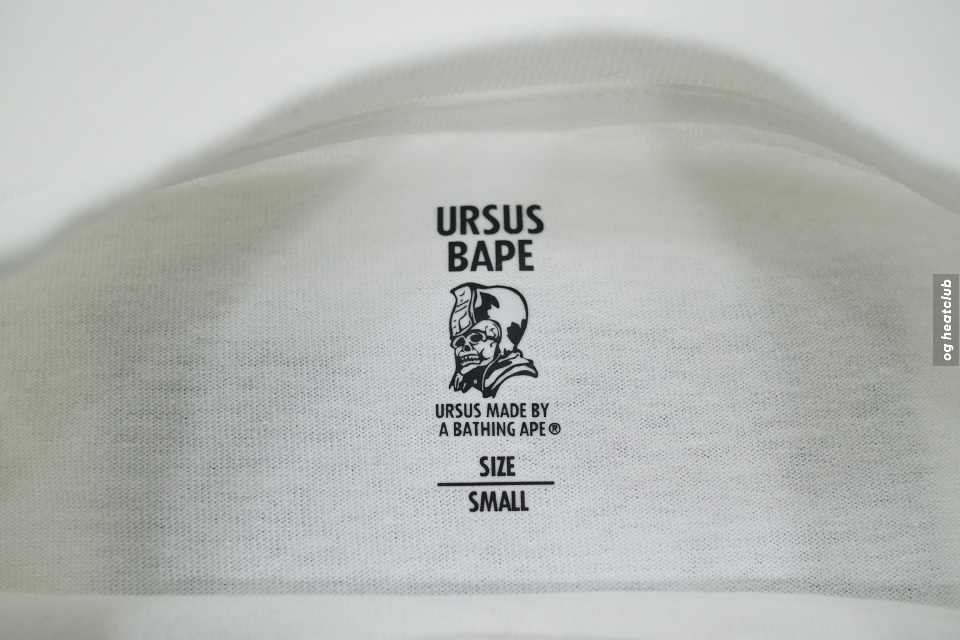 URSUS
BAPE
URSUS MADE BY
A BATHING APE®
SIZE
SMALL
og heatclub